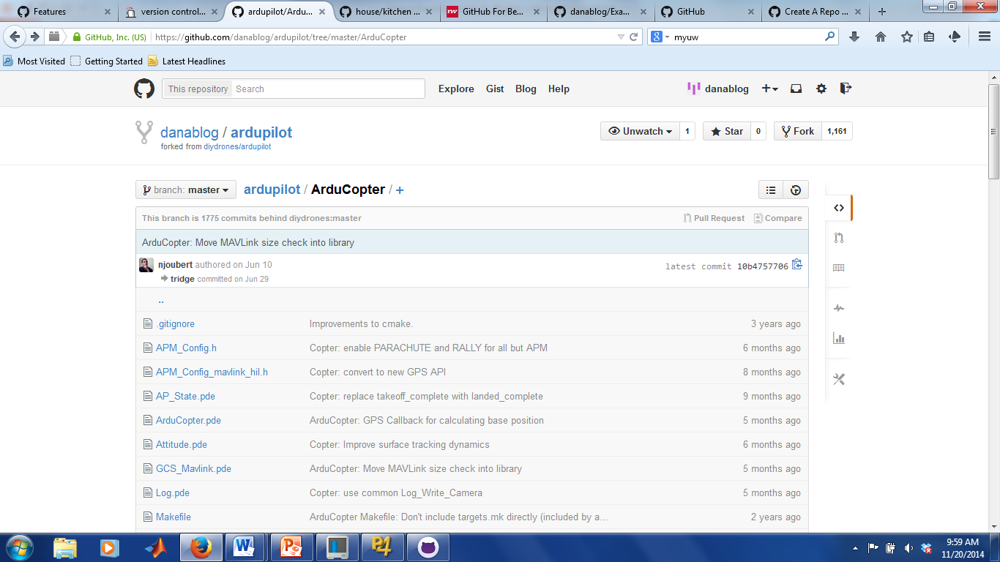 Features
version control...
ardupilot/Ardu...
house/kitchen ...
rw GitHub For Be...
danablog/Exa...
GitHub
Create A Repo ...
GitHub, Inc. (US) https://github.com/danablog/ardupilot/tree/master/ArduCopter
8 myuw
Most Visited Getting Started Latest Headlines
This repository Search Explore Gist Blog Help danablog
danablog / ardupilot
forked from diydrones/ardupilot
Unwatch 1 Star 0 Fork 1,161
branch: master ardupilot / ArduCopter / +
This branch is 1775 commits behind diydrones:master Pull Request Compare
ArduCopter: Move MAVLink size check into library
njoubert authored on Jun 10 latest commit 10b4757706
tridge committed on Jun 29
..
.gitignore Improvements to cmake. 3 years ago
APM_Config.h Copter: enable PARACHUTE and RALLY for all but APM 6 months ago
APM_Config_mavlink_hil.h Copter: convert to new GPS API 8 months ago
AP_State.pde Copter: replace takeoff_complete with landed_complete 9 months ago
ArduCopter.pde ArduCopter: GPS Callback for calculating base position 5 months ago
Attitude.pde Copter: Improve surface tracking dynamics 6 months ago
GCS_Mavlink.pde ArduCopter: Move MAVLink size check into library 5 months ago
Log.pde Copter: use common Log_Write_Camera 5 months ago
Makefile ArduCopter Makefile: Don't include targets.mk directly (included by a... 2 years ago
W P P4
9:59 AM
11/20/2014